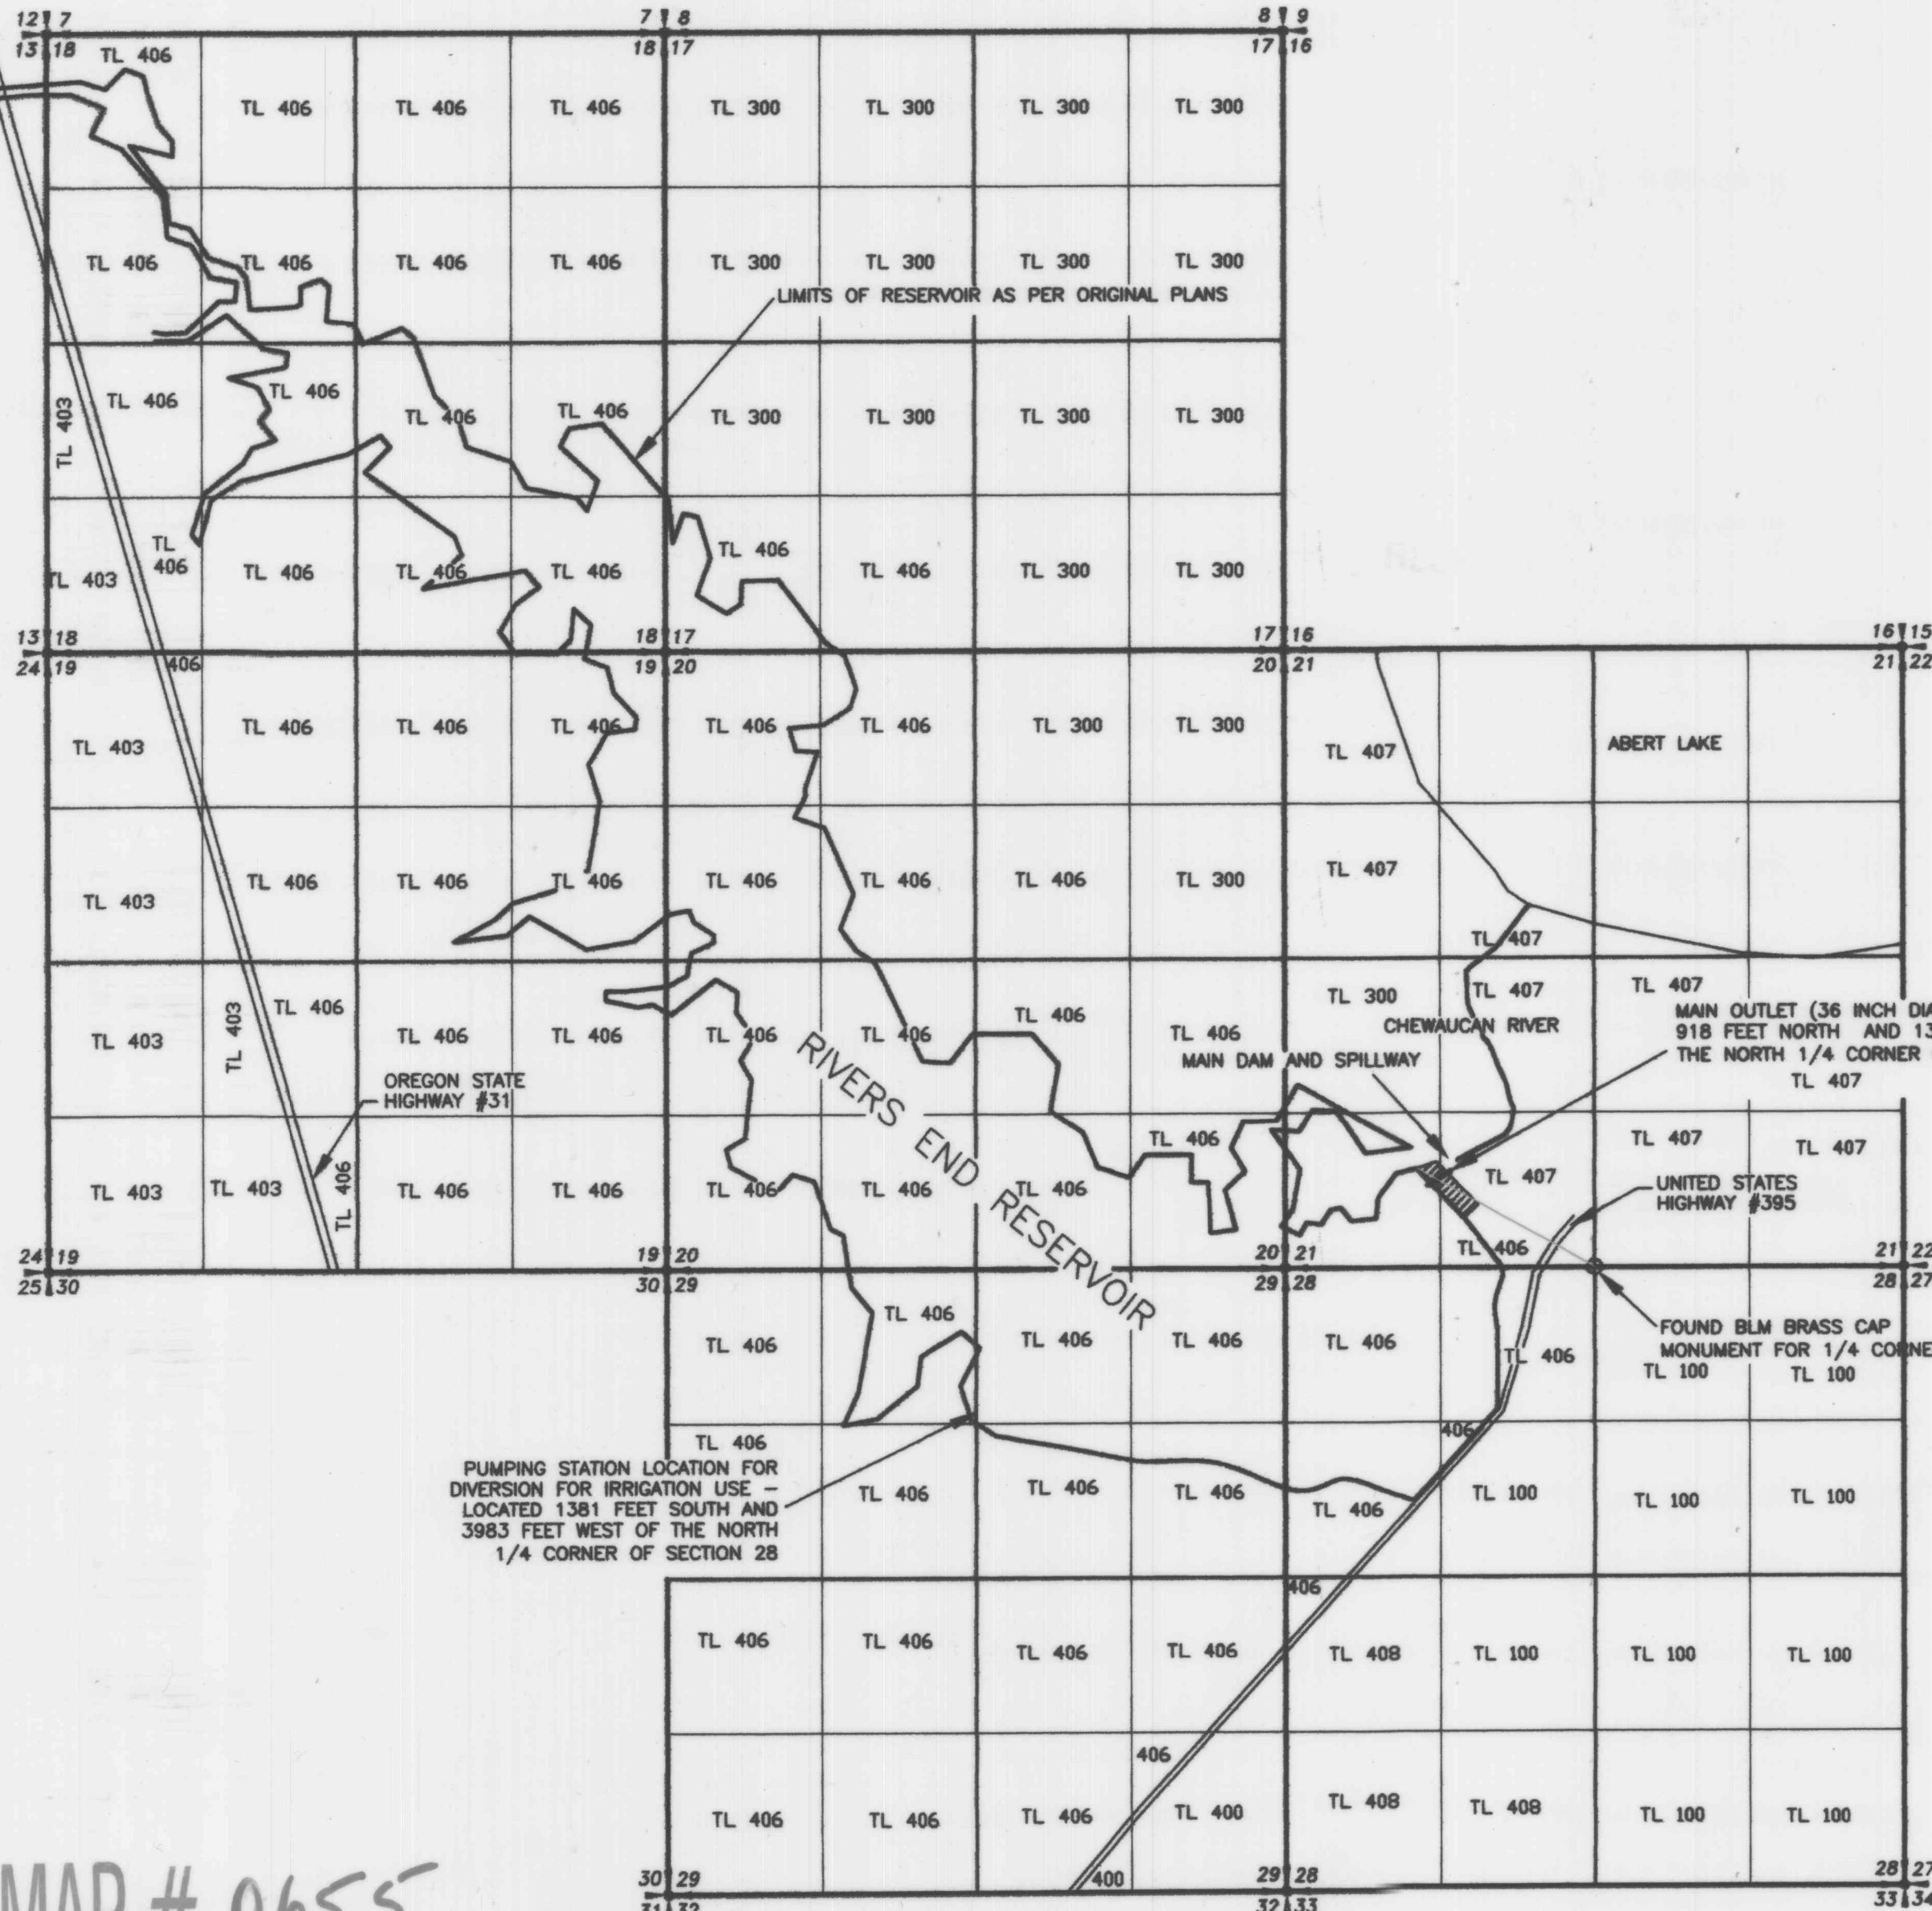 12 7
7 8
8 9
13 18
18 17
17 16
TL 406
TL 406 TL 406 TL 406 TL 300 TL 300 TL 300 TL 300
TL 406 TL 406 TL 406 TL 406 TL 300 TL 300 TL 300 TL 300
LIMITS OF RESERVOIR AS PER ORIGINAL PLANS
TL 403 TL 406 TL 406 TL 406 TL 406 TL 300 TL 300 TL 300 TL 300
TL 403
TL
406
TL 406 TL 406 TL 406 TL 406 TL 406 TL 300 TL 300
13 18
18 17
17 16
16 15
24 19
406
19 20
20 21
21 22
TL 403 TL 406 TL 406 TL 406 TL 406 TL 406 TL 300 TL 300 TL 407
ABERT LAKE
TL 403 TL 406 TL 406 TL 406 TL 406 TL 406 TL 406 TL 300 TL 407
TL 407
TL 403 TL 403 TL 406 TL 406 TL 406 TL 406 TL 406 TL 406 TL 406 TL 300 TL 407 TL 407
CHEWAUCAN RIVER
MAIN DAM AND SPILLWAY
MAIN OUTLET (36 INCH DIA
918 FEET NORTH AND 13
THE NORTH 1/4 CORNER
TL 407
OREGON STATE
HIGHWAY #31
RIVERS END RESERVOIR
TL 406
TL 407 TL 407
TL 403 TL 403 TL 406 TL 406 TL 406 TL 406 TL 406 TL 406 TL 407
UNITED STATES
HIGHWAY #395
TL 406
24 19
19 20
20 21
21 22
25 30
30 29
29 28
28 27
TL 406 TL 406 TL 406 TL 406 TL 406 TL 406
FOUND BLM BRASS CAP
MONUMENT FOR 1/4 CORNE
TL 100 TL 100
406
TL 406
PUMPING STATION LOCATION FOR
DIVERSION FOR IRRIGATION USE –
LOCATED 1381 FEET SOUTH AND
3983 FEET WEST OF THE NORTH
1/4 CORNER OF SECTION 28
TL 406 TL 406 TL 406 TL 406 TL 100 TL 100 TL 100
406
TL 406 TL 406 TL 406 TL 406 TL 408 TL 100 TL 100 TL 100
406
TL 406 TL 406 TL 406 TL 400 TL 408 TL 408 TL 100 TL 100
400
30 29
29 28
28 27
31 32
32 33
33 34
MAP # 0655